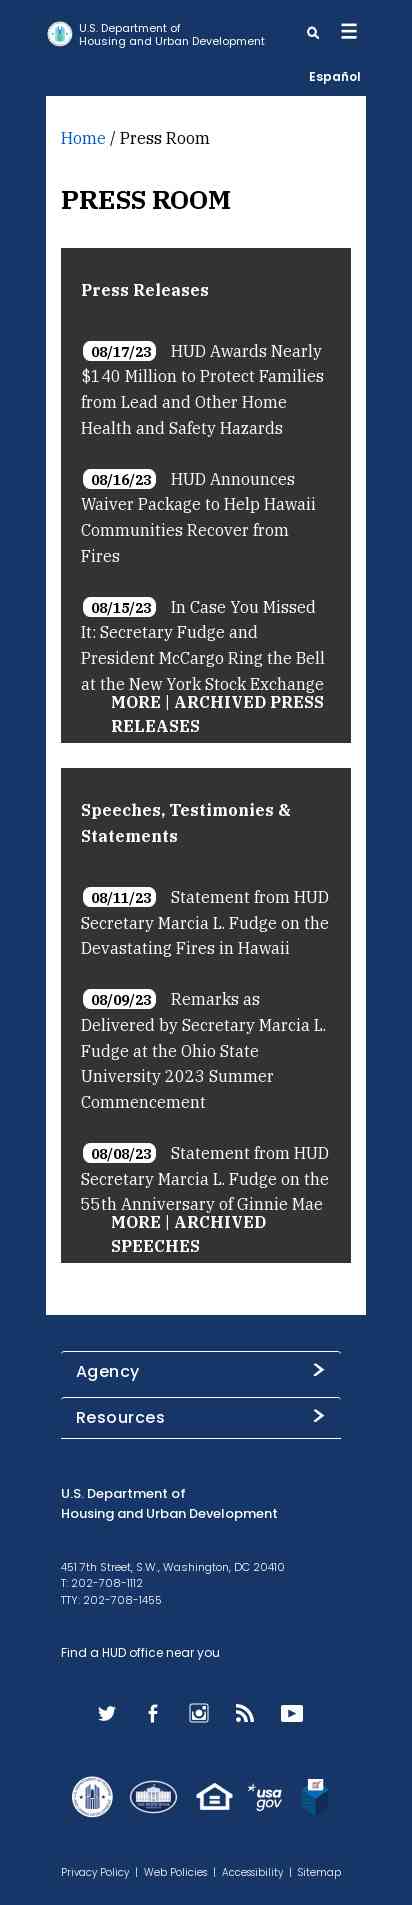 U.S. Department of
Housing and Urban Development
Español
Home / Press Room
PRESS ROOM
Press Releases
08/17/23 HUD Awards Nearly
$140 Million to Protect Families
from Lead and Other Home
Health and Safety Hazards
08/16/23 HUD Announces
Waiver Package to Help Hawaii
Communities Recover from
Fires
08/15/23 In Case You Missed
It: Secretary Fudge and
President McCargo Ring the Bell
at the New York Stock Exchange
MORE | ARCHIVED PRESS
RELEASES
Speeches, Testimonies &
Statements
08/11/23 Statement from HUD
Secretary Marcia L. Fudge on the
Devastating Fires in Hawaii
08/09/23 Remarks as
Delivered by Secretary Marcia L.
Fudge at the Ohio State
University 2023 Summer
Commencement
08/08/23 Statement from HUD
Secretary Marcia L. Fudge on the
55th Anniversary of Ginnie Mae
MORE | ARCHIVED
SPEECHES
Agency
Resources
U.S. Department of
Housing and Urban Development
451 7th Street, S.W., Washington, DC 20410
T: 202-708-1112
TTY: 202-708-1455
Find a HUD office near you
usa
gov
Privacy Policy | Web Policies | Accessibility | Sitemap